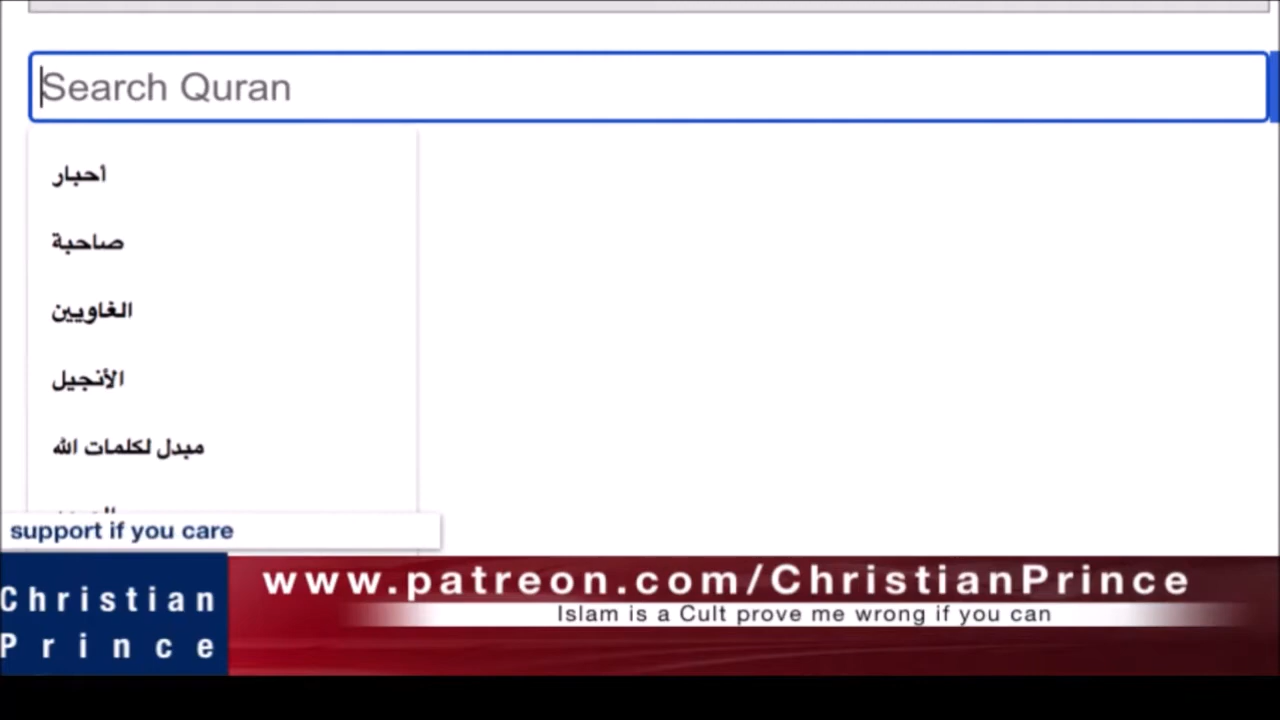 Search Quran
أحبار
صاحبة
الغاويين
الأنجيل
مبدل لكلمات الله
support if you care
Christian
Prince
www.patreon.com/ChristianPrince
Islam is a Cult prove me wrong if you can